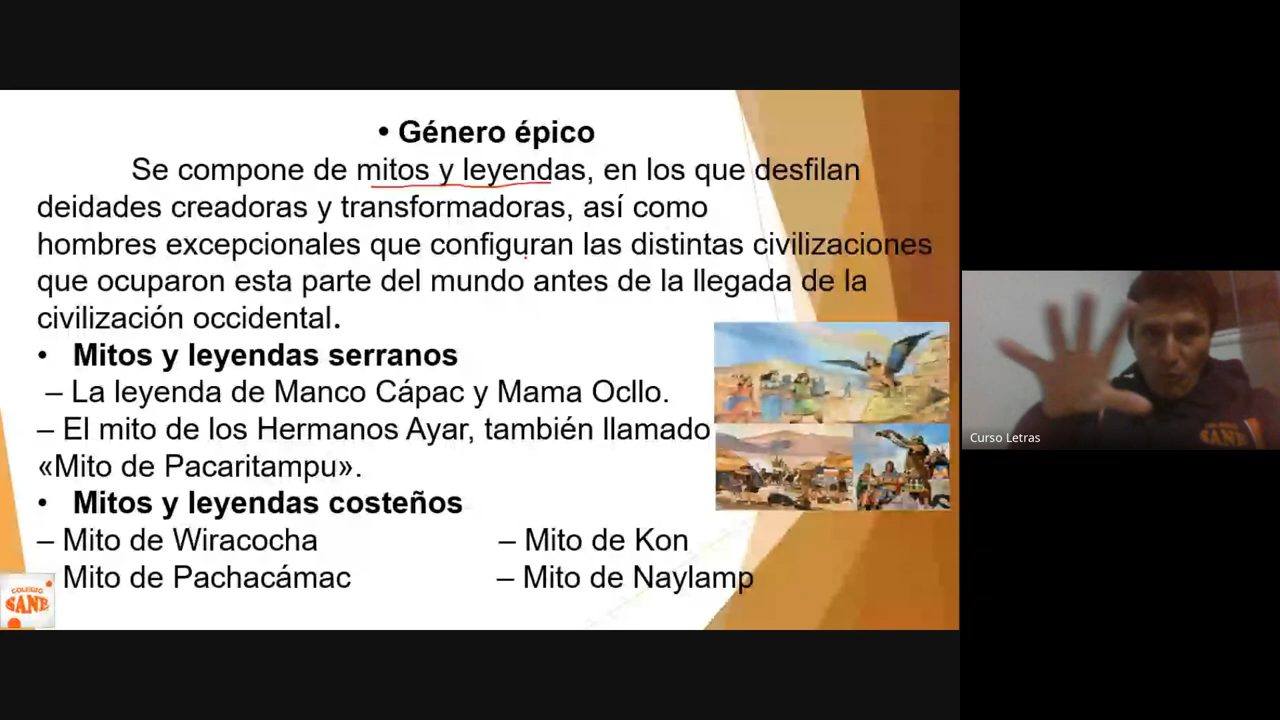 • Género épico
Se compone de mitos y leyendas, en los que desfilan
deidades creadoras y transformadoras, así como
hombres excepcionales que configuran las distintas civilizaciones
que ocuparon esta parte del mundo antes de la llegada de la
civilización occidental.
• Mitos y leyendas serranos
– La leyenda de Manco Cápac y Mama Ocllo.
– El mito de los Hermanos Ayar, también llamado
«Mito de Pacaritampu».
• Mitos y leyendas costeños
– Mito de Wiracocha – Mito de Kon
Mito de Pachacámac – Mito de Naylamp
COLEGIO
SANE
Curso Letras
SANE